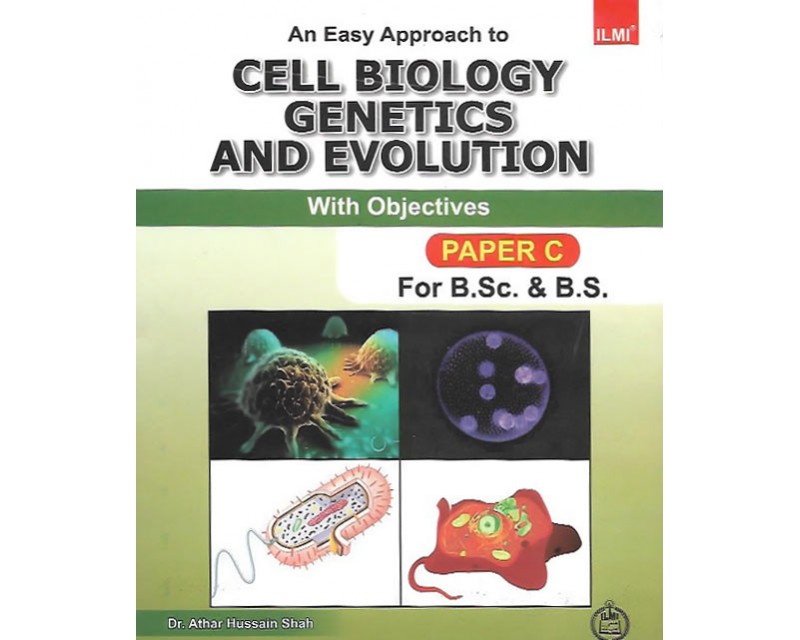 An Easy Approach to
ILMI®
CELL BIOLOGY
GENETICS
AND EVOLUTION
With Objectives
PAPER C
For B.Sc. & B.S.
Dr. Athar Hussain Shah
ILMI